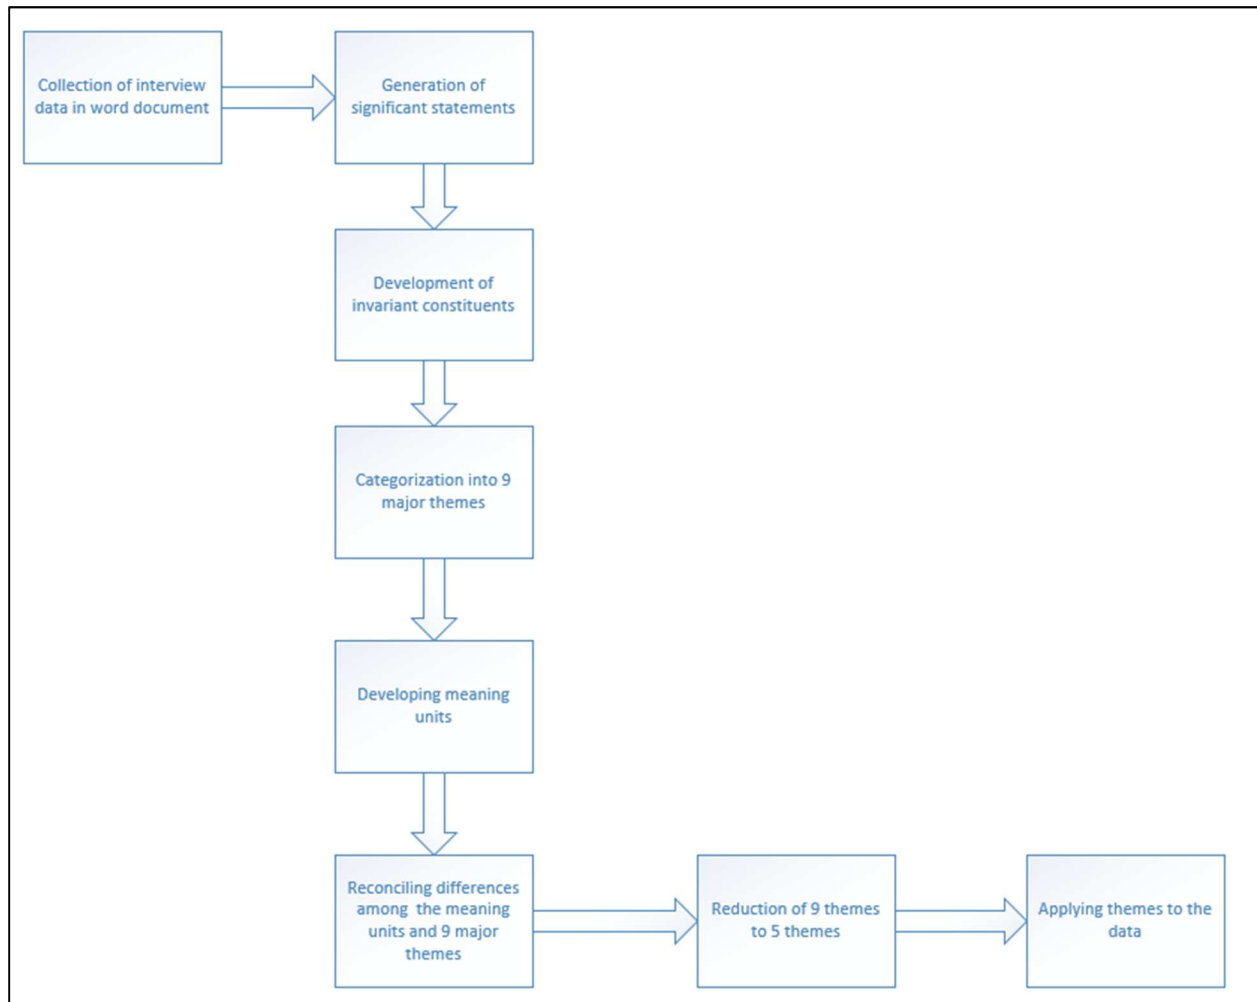 Collection of interview
data in word document
Generation of
significant statements
Development of
invariant constituents
Categorization into 9
major themes
Developing meaning
units
Reconciling differences
among the meaning
units and 9 major
themes
Reduction of 9 themes
to 5 themes
Applying themes to the
data